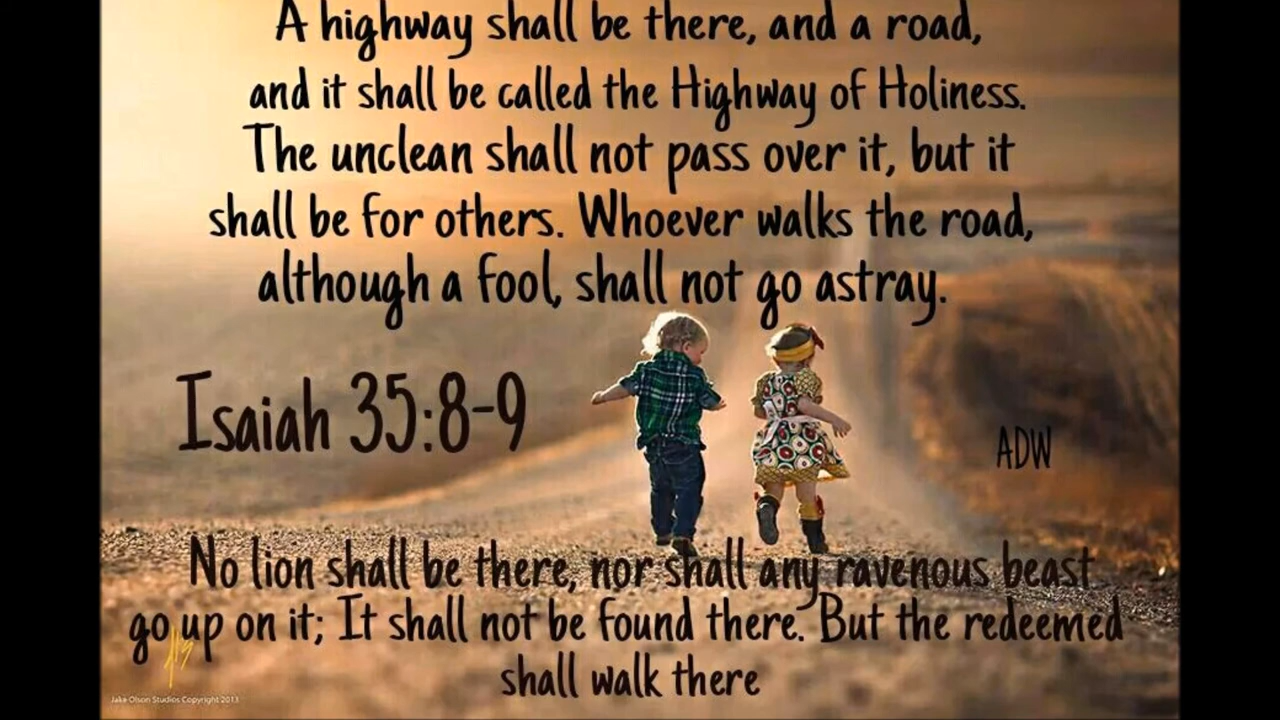 A highway shall be there, and a road,
and it shall be called the Highway of Holiness.
The unclean shall not pass over it, but it
shall be for others. Whoever walks the road,
although a fool, shall not go astray.
Isaiah 35:8-9
ADW
No lion shall be there, nor shall any ravenous beast
go up on it; It shall not be found there. But the redeemed
shall walk there
Jake Olson Studios Copyright 2013